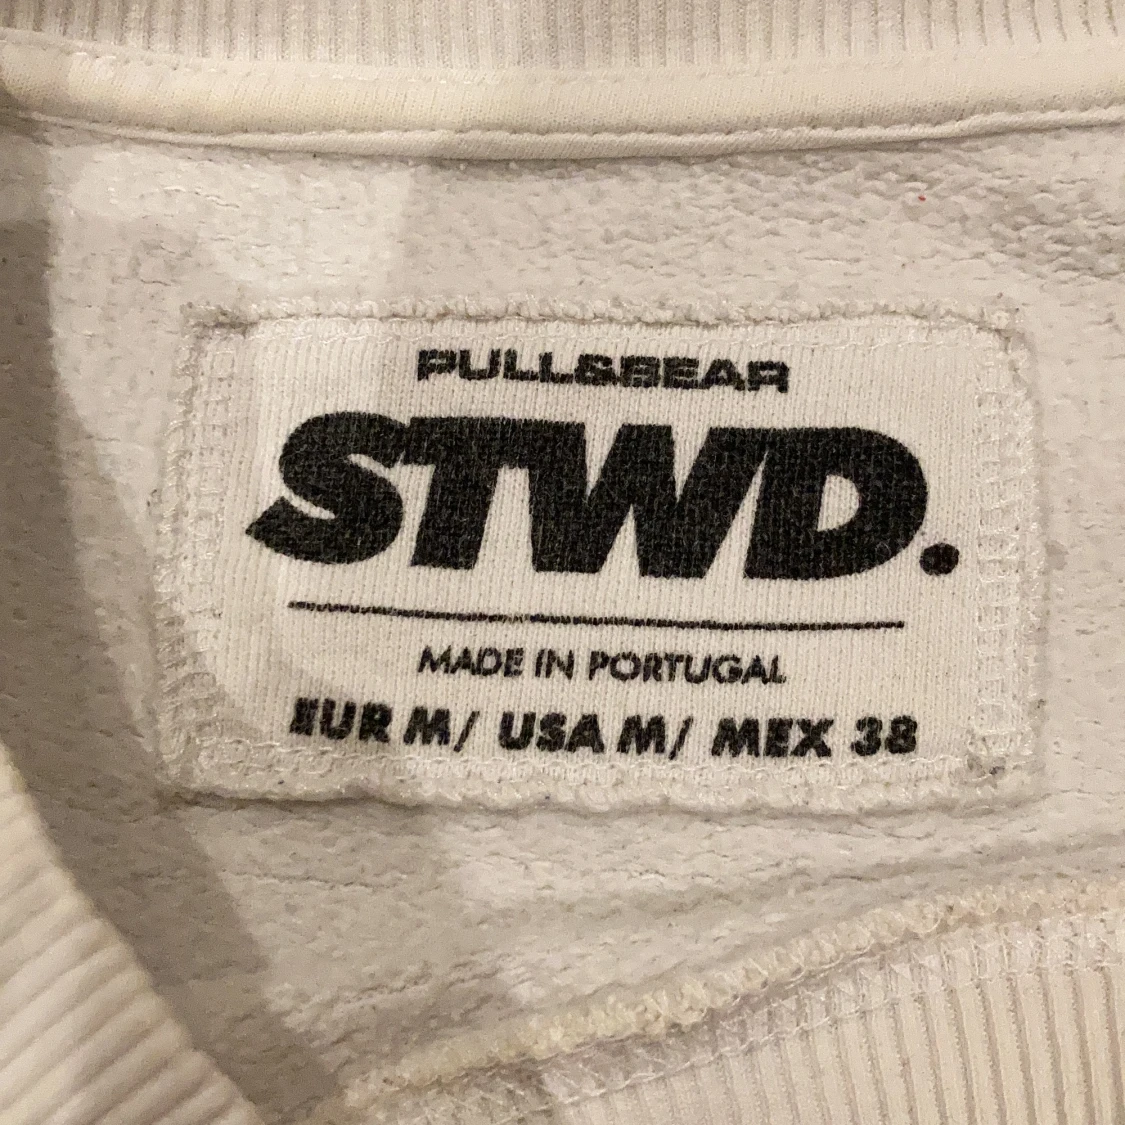 PULL&BEAR
STWD.
MADE IN PORTUGAL
EUR M/ USA M/ MEX 38